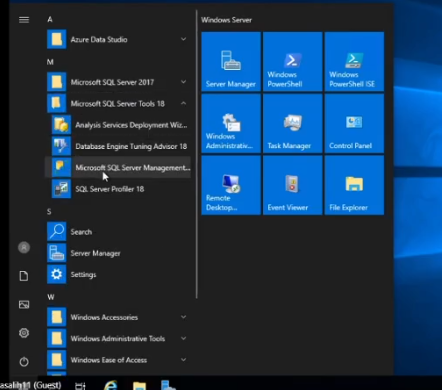 Windows Server
A
Azure Data Studio
M
Microsoft SQL Server 2017
Microsoft SQL Server Tools 18
Analysis Services Deployment Wiz...
Database Engine Tuning Advisor 18
Microsoft SQL Server Management...
SQL Server Profiler 18
S
Search
Server Manager
Settings
W
Windows Accessories
Windows Administrative Tools
Windows Ease of Access
Server Manager
Windows PowerShell
Windows PowerShell ISE
Windows Administrativ...
Task Manager
Control Panel
Remote Desktop...
Event Viewer
File Explorer
(Guest)